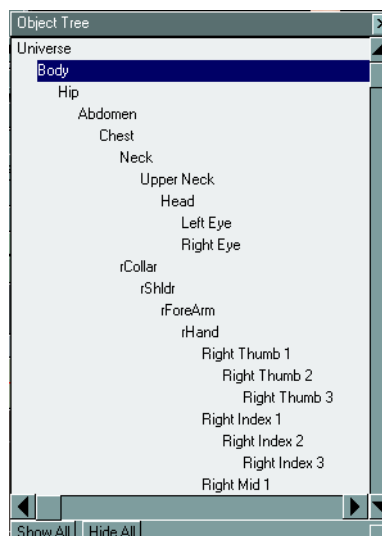 Object Tree
Universe
Body
Hip
Abdomen
Chest
Neck
Upper Neck
Head
Left Eye
Right Eye
rCollar
rShldr
rForeArm
rHand
Right Thumb 1
Right Thumb 2
Right Thumb 3
Right Index 1
Right Index 2
Right Index 3
Right Mid 1
Show All Hide All